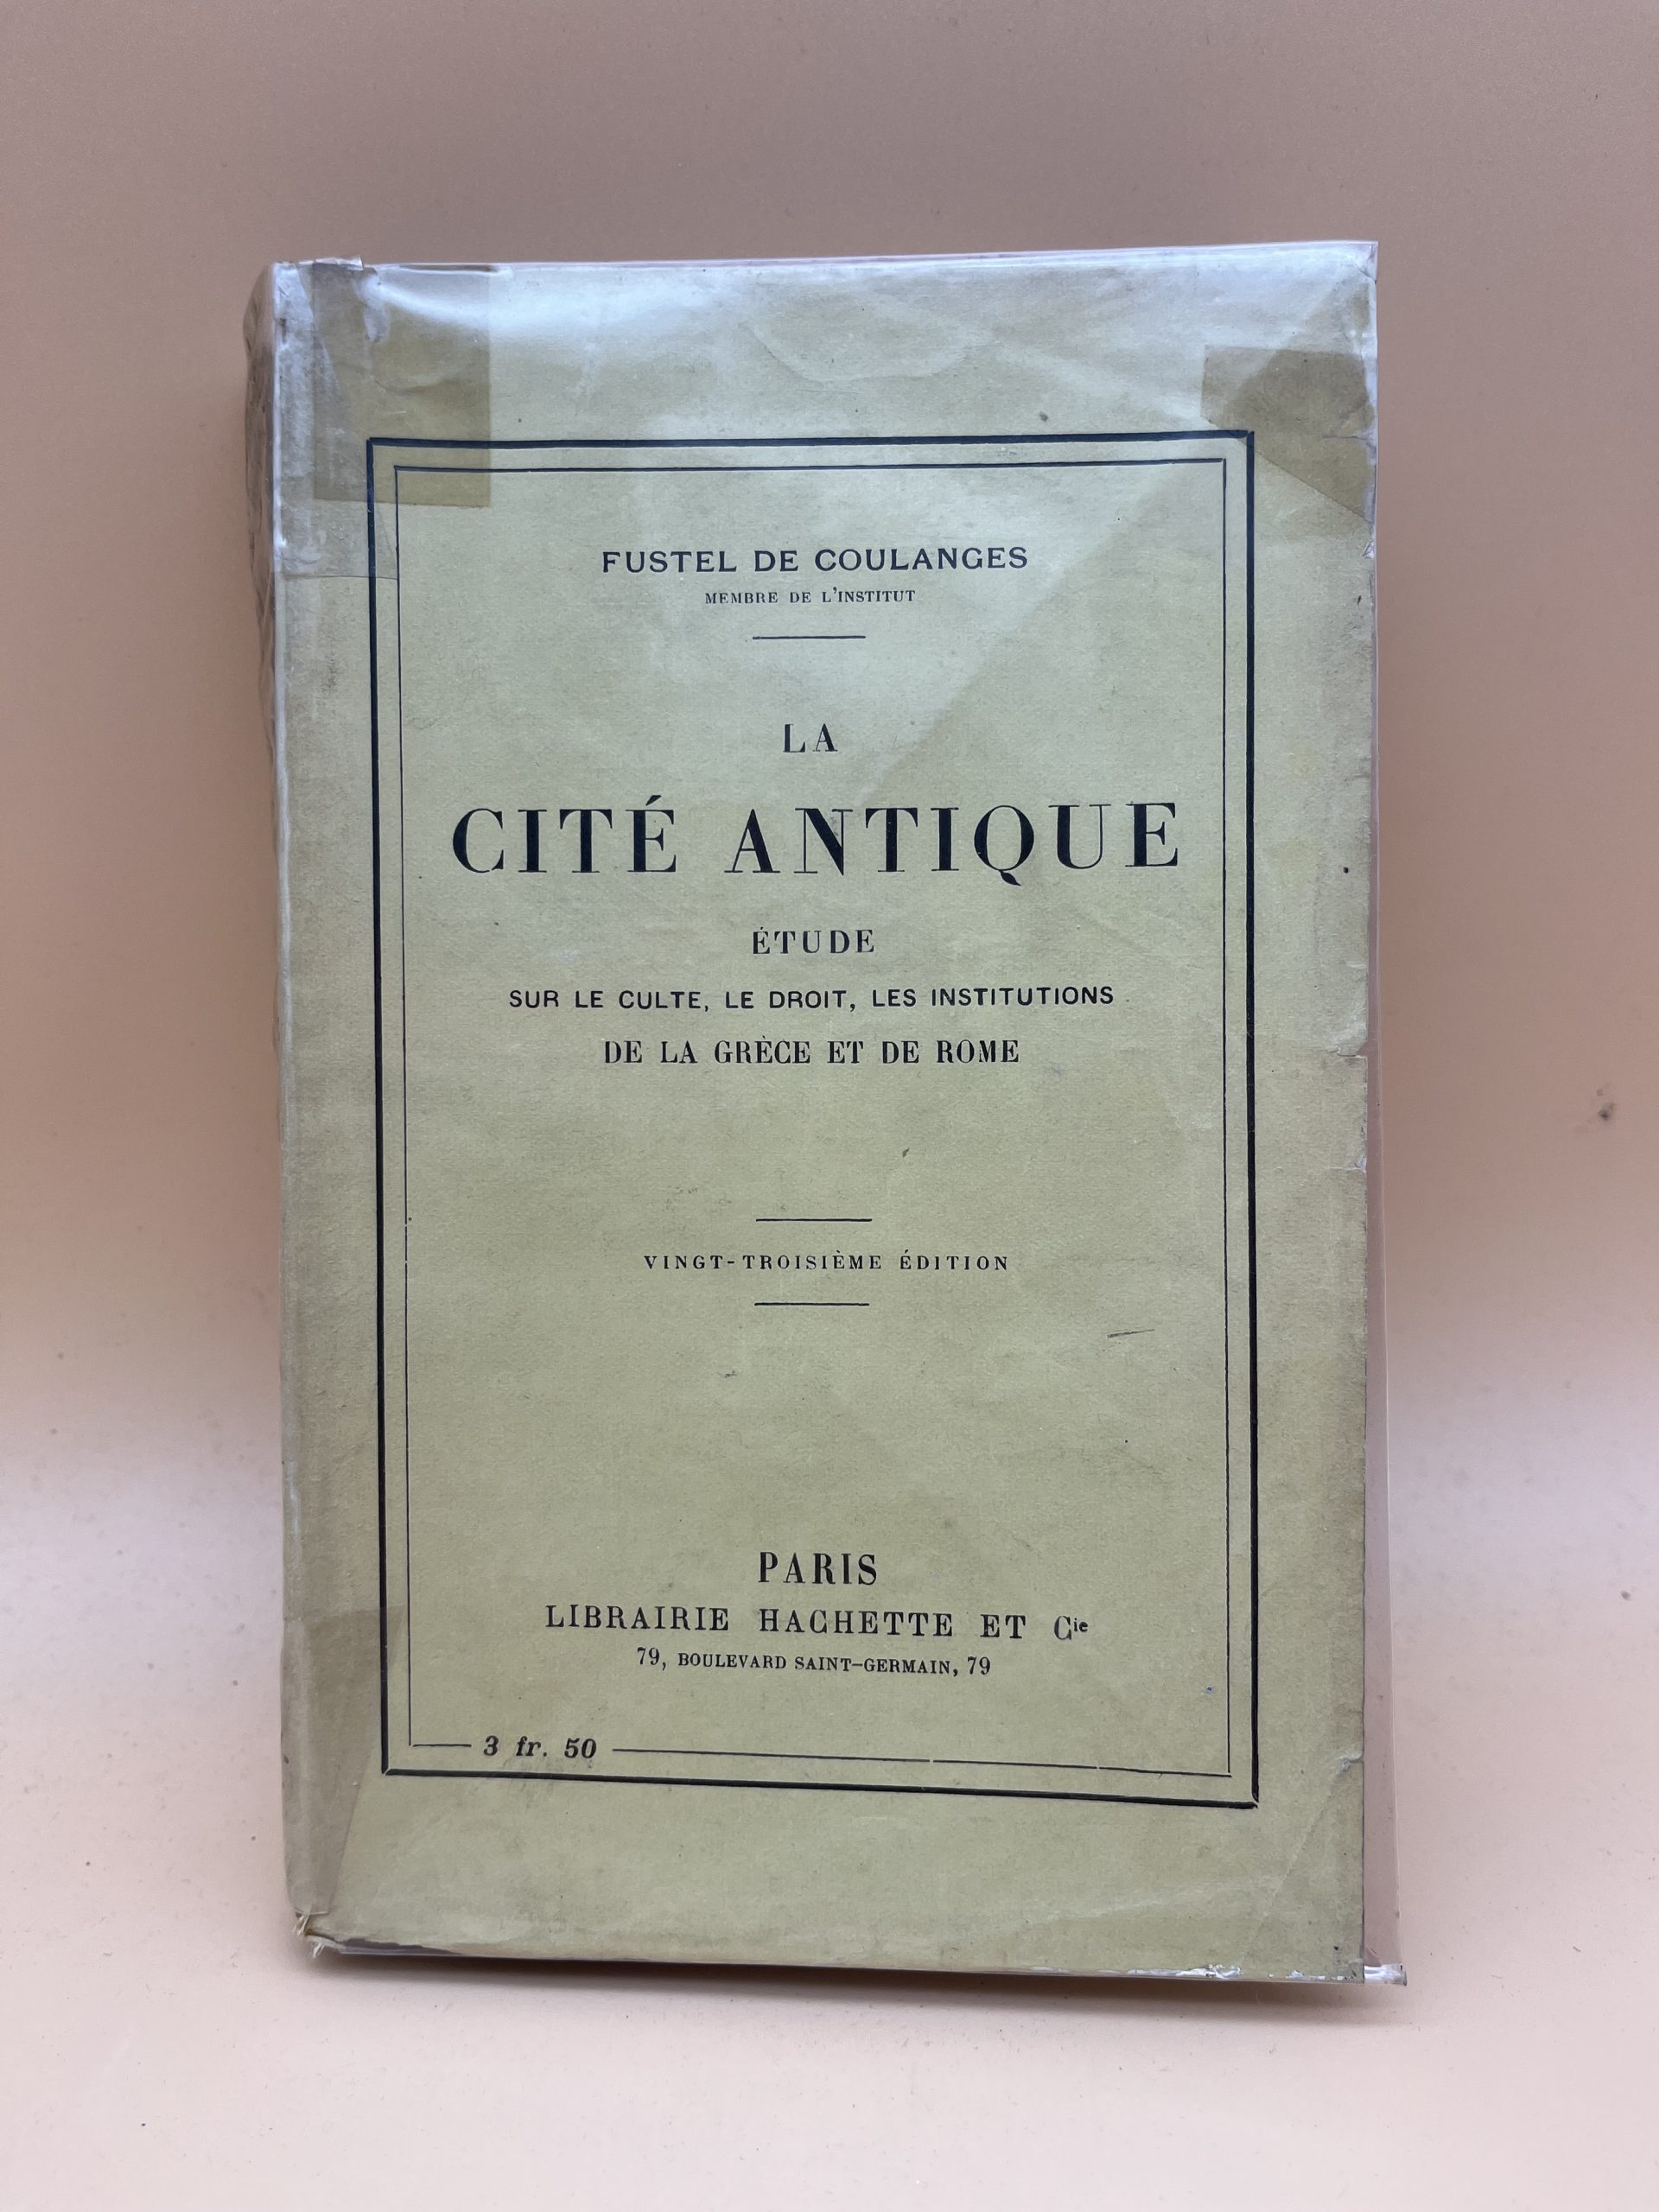 FUSTEL DE COULANGES
MEMBRE DE L'INSTITUT
LA
CITÉ ANTIQUE
ÉTUDE
SUR LE CULTE, LE DROIT, LES INSTITUTIONS
DE LA GRÈCE ET DE ROME
VINGT-TROISIÈME ÉDITION
PARIS
LIBRAIRIE HACHETTE ET Cie
79, BOULEVARD SAINT-GERMAIN, 79
3 fr. 50